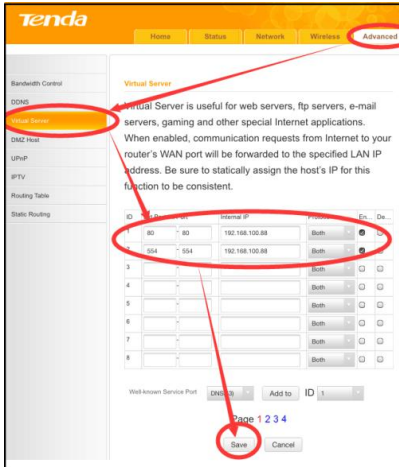 Tenda
Home Status Network Wireless Advanced
Bandwidth Control
DDNS
Virtual Server
DMZ Host
UPnP
IPTV
Routing Table
Static Routing
Virtual Server
Virtual Server is useful for web servers, ftp servers, e-mail
servers, gaming and other special Internet applications.
When enabled, communication requests from Internet to your
router's WAN port will be forwarded to the specified LAN IP
address. Be sure to statically assign the host's IP for this
function to be consistent.
ID Internal IP En... De...
1 80 - 80 192.168.100.88 Both
2 554 - 554 192.168.100.88 Both
3 - Both
4 - Both
5 - Both
6 - Both
7 - Both
8 - Both
Well-known Service Port Add to ID 1
Page 1 2 3 4
Save Cancel